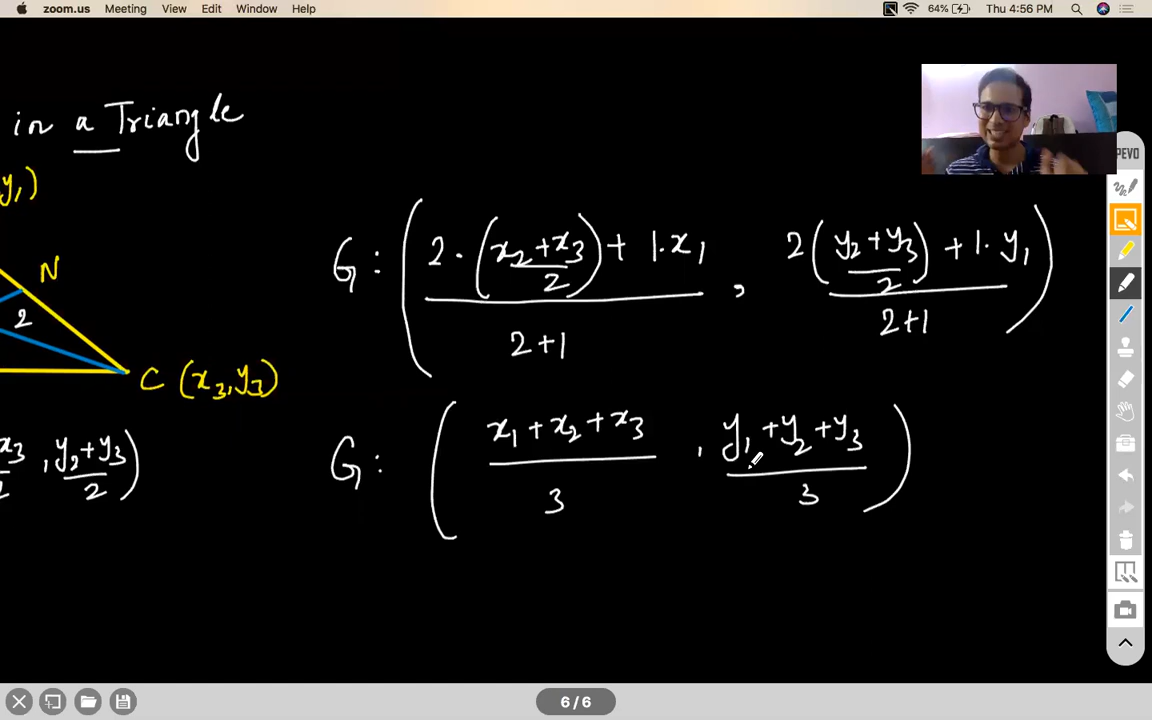 zoom.us Meeting View Edit Window Help 64% Thu 4:56 PM
in a Triangle
PEVO
y₁)
N
G: (2·((x₂+x₃)/2)+1·x₁)/(2+1), (2((y₂+y₃)/2)+1·y₁)/(2+1))
2
C (x₃,y₃)
G: ((x₁+x₂+x₃)/3, (y₁+y₂+y₃)/3)
x₃/2, (y₂+y₃)/2)
6/6